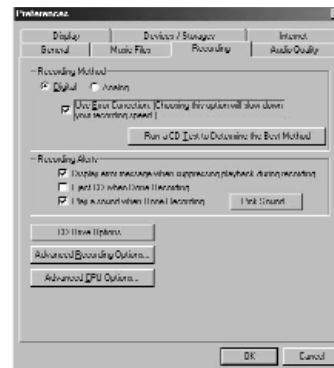 Preferences
Display Devices / Storages Internet
General Music Files Recording Audio Quality
Recording Method
Digital Analog
Use Error Correction. (Choosing this option will slow down
your recording speed.)
Run a CD Test to Determine the Best Method
Recording Alerts
Display error message when suppressing playback during recording
Eject CD when Done Recording
Play a sound when Done Recording Pick Sound...
CD Drive Options...
Advanced Recording Options...
Advanced CPU Options...
OK Cancel